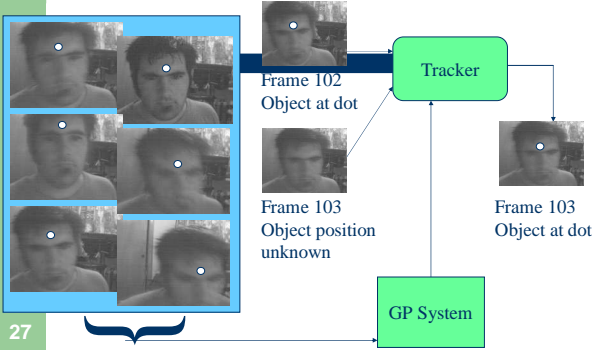 Frame 102
Object at dot
Tracker
Frame 103
Object position
unknown
Frame 103
Object at dot
GP System
27